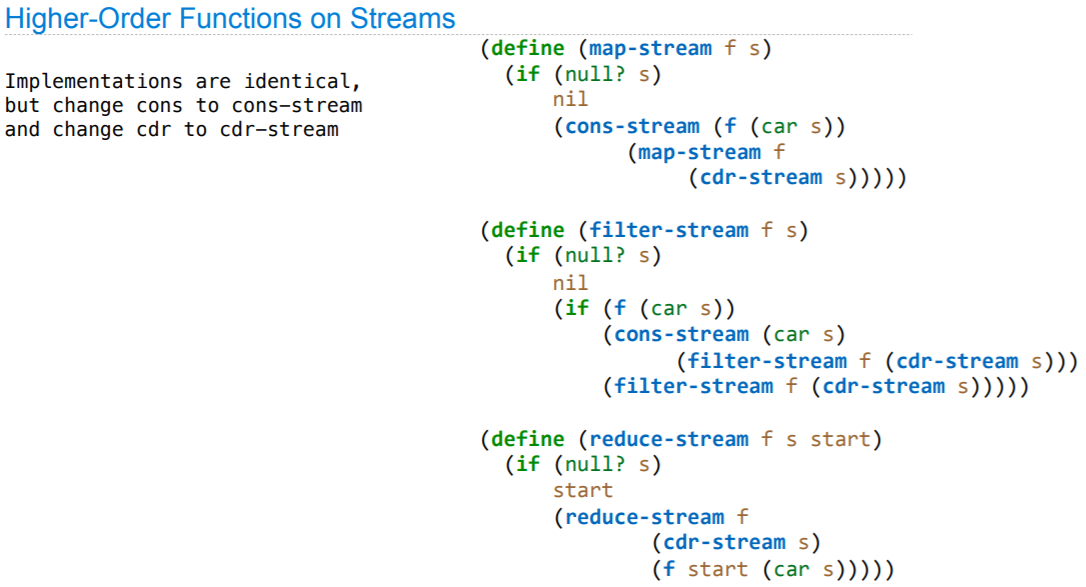 Higher-Order Functions on Streams
Implementations are identical,
but change cons to cons-stream
and change cdr to cdr-stream
(define (map-stream f s)
  (if (null? s)
      nil
      (cons-stream (f (car s))
            (map-stream f
                 (cdr-stream s)))))
(define (filter-stream f s)
  (if (null? s)
      nil
      (if (f (car s))
          (cons-stream (car s)
                (filter-stream f (cdr-stream s)))
          (filter-stream f (cdr-stream s)))))
(define (reduce-stream f s start)
  (if (null? s)
      start
      (reduce-stream f
              (cdr-stream s)
              (f start (car s)))))